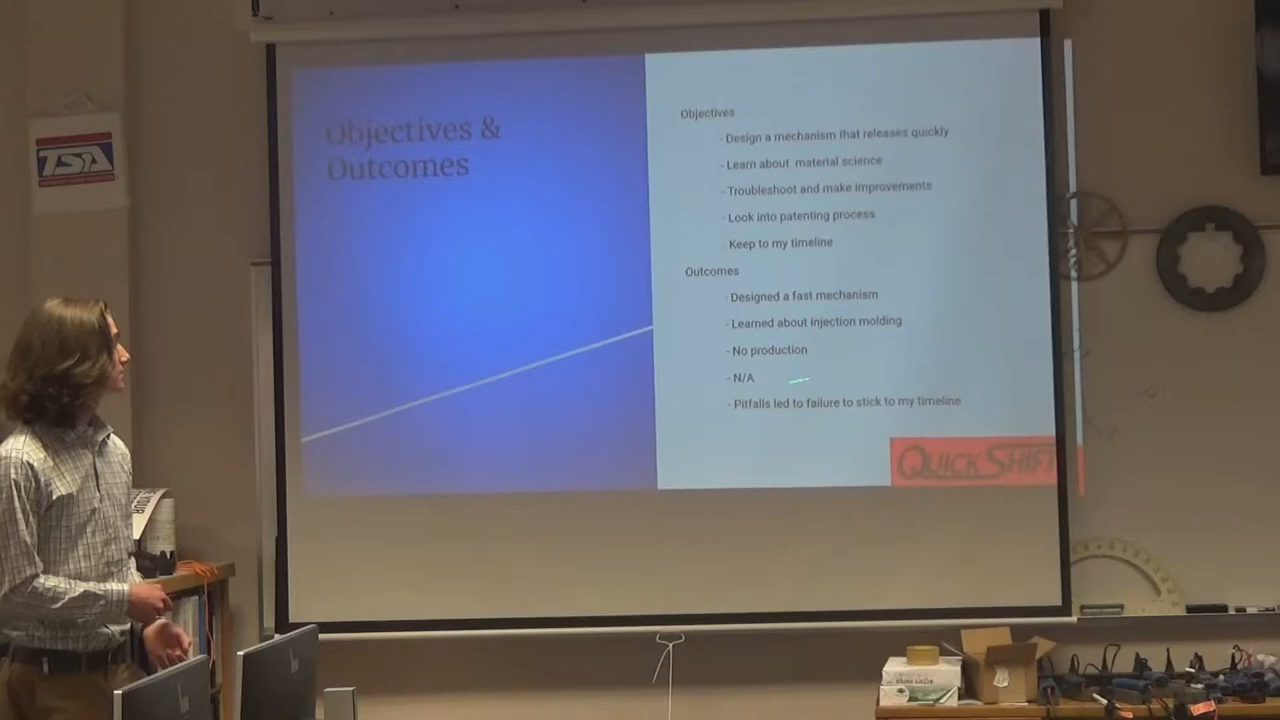 Objectives &
Outcomes
Objectives
- Design a mechanism that releases quickly
- Learn about material science
- Troubleshoot and make improvements
- Look into patenting process
- Keep to my timeline
Outcomes
- Designed a fast mechanism
- Learned about injection molding
- No production
- N/A
- Pitfalls led to failure to stick to my timeline
QUICKSHIFT
TSA